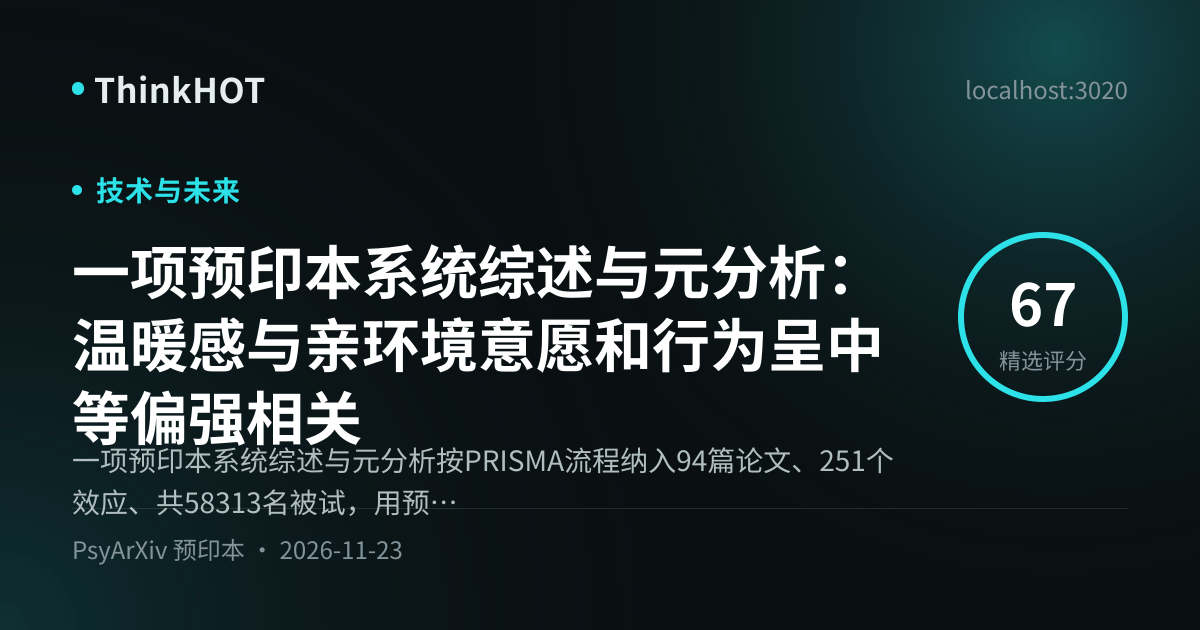 ThinkHOT
localhost:3020
技术与未来
一项预印本系统综述与元分析：
温暖感与亲环境意愿和行为呈中
等偏强相关
67
精选评分
一项预印本系统综述与元分析按PRISMA流程纳入94篇论文、251个
效应、共58313名被试，用预…
PsyArXiv 预印本 · 2026-11-23